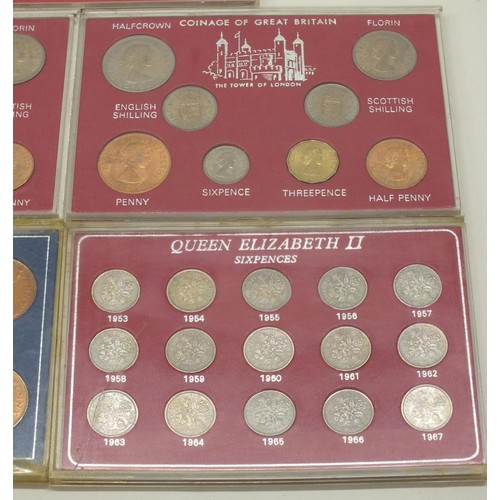 COINAGE OF GREAT BRITAIN
HALFCROWN
FLORIN
THE TOWER OF LONDON
ENGLISH
SHILLING
SCOTTISH
SHILLING
PENNY
SIXPENCE
THREEPENCE
HALF PENNY
QUEEN ELIZABETH II
SIXPENCES
1953 1954 1955 1956 1957
1958 1959 1960 1961 1962
1963 1964 1965 1966 1967